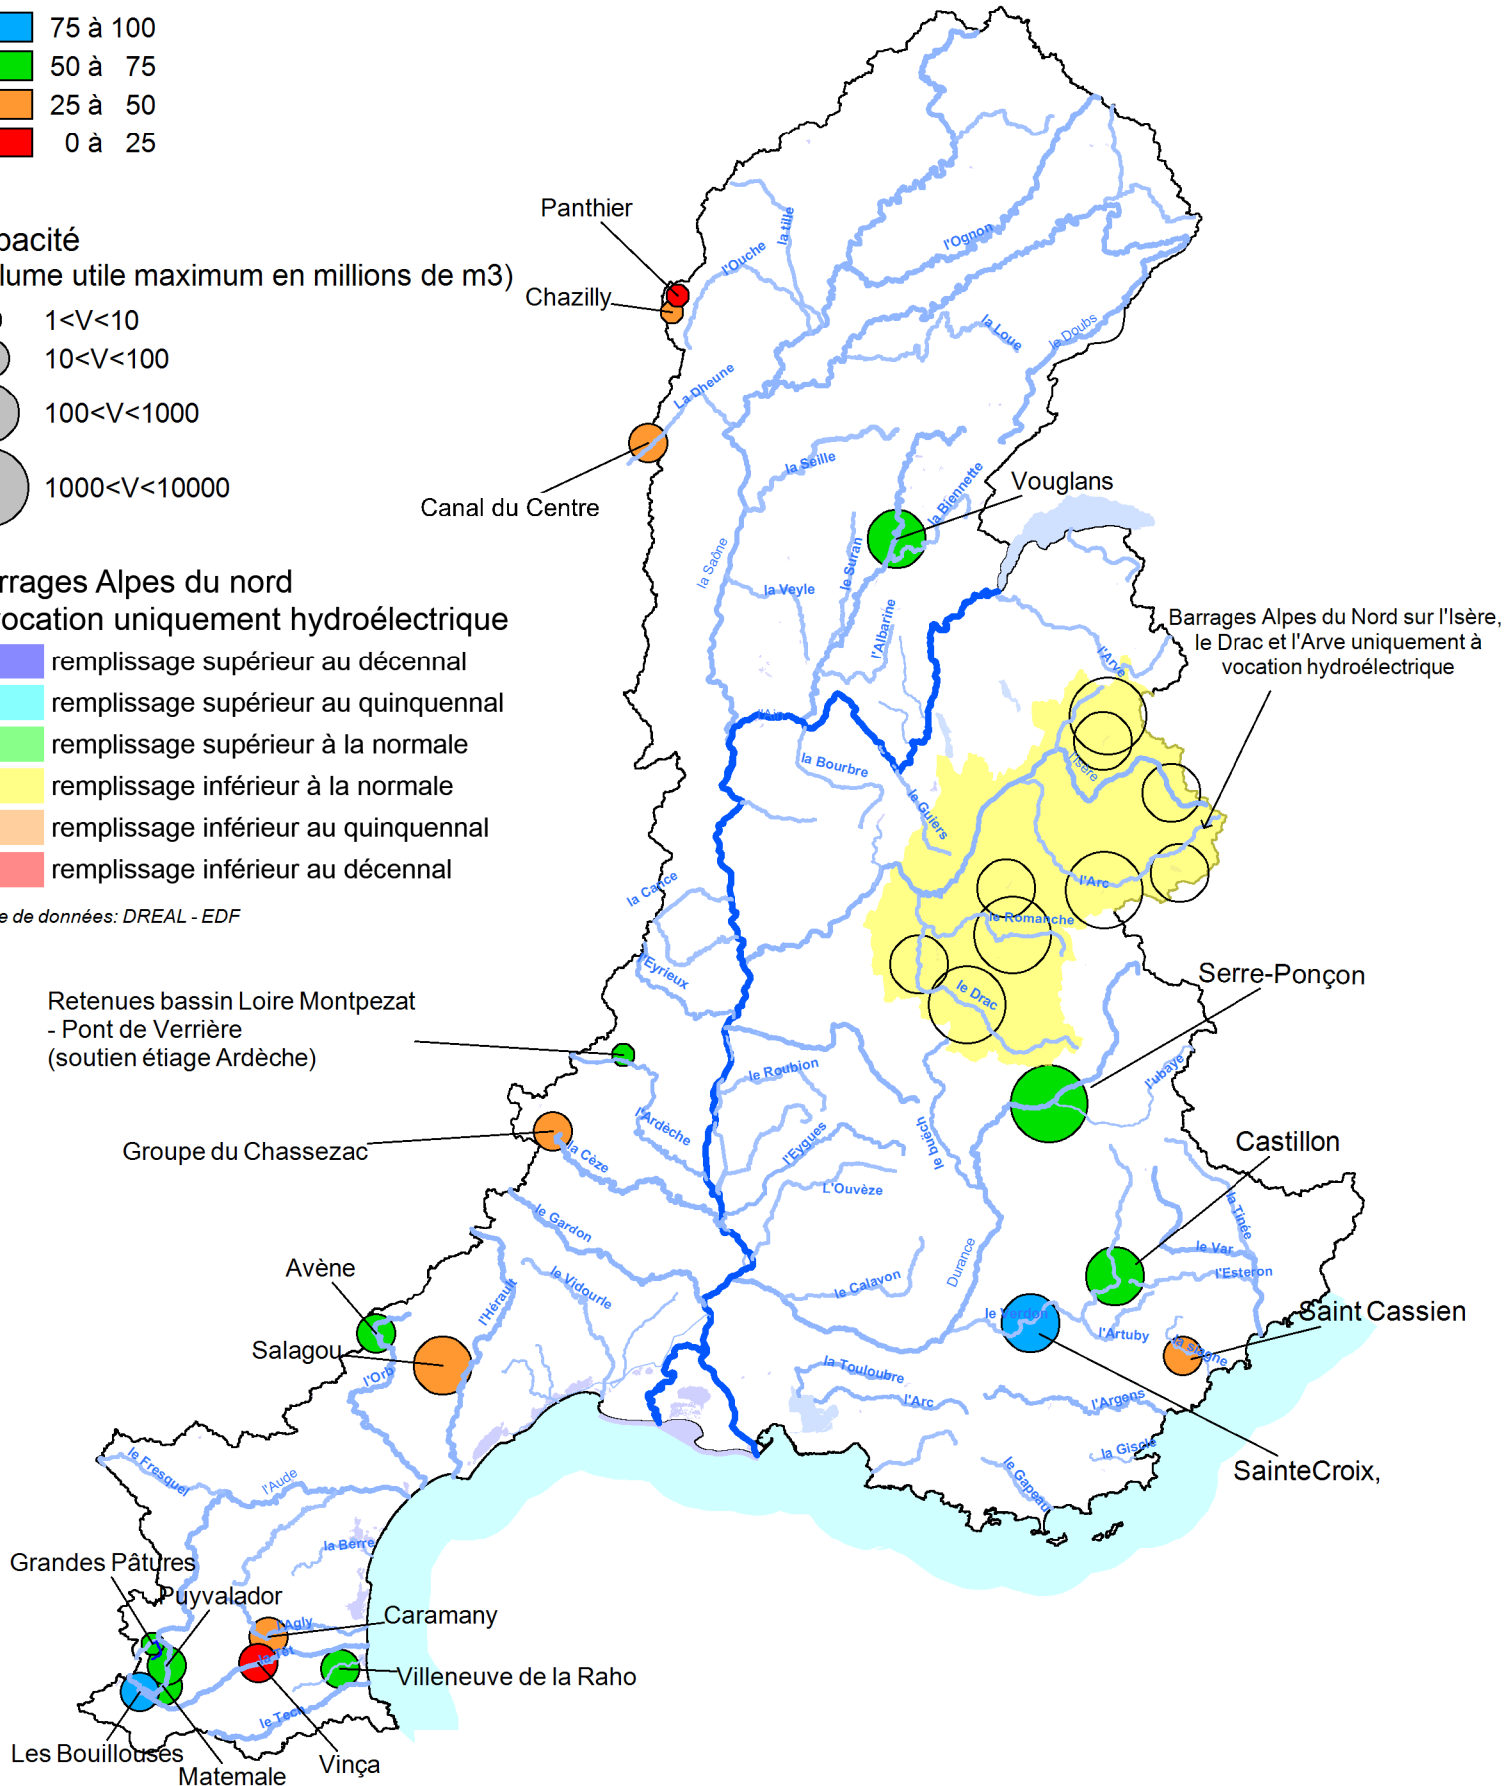 75 à 100
50 à 75
25 à 50
0 à 25
pacité
lume utile maximum en millions de m3)
1<V<10
10<V<100
100<V<1000
1000<V<10000
rrages Alpes du nord
vocation uniquement hydroélectrique
remplissage supérieur au décennal
remplissage supérieur au quinquennal
remplissage supérieur à la normale
remplissage inférieur à la normale
remplissage inférieur au quinquennal
remplissage inférieur au décennal
e de données: DREAL - EDF
Panthier
Chazilly
Canal du Centre
Vouglans
Barrages Alpes du Nord sur l'Isère,
le Drac et l'Arve uniquement à
vocation hydroélectrique
Retenues bassin Loire Montpezat
- Pont de Verrière
(soutien étiage Ardèche)
Groupe du Chassezac
Serre-Ponçon
Castillon
Saint Cassien
SainteCroix,
Avène
Salagou
Grandes Pâtures
Puyvalador
Caramany
Villeneuve de la Raho
Les Bouillouses
Matemale
Vinça
la tille
l'Ouche
l'Ognon
la Loue
le Doubs
La Dheune
la Seille
la Biennette
la Saône
le Suran
la Veyle
l'Albarine
l'Arve
l'Ain
la Bourbre
l'Isère
le Guiers
l'Arc
la Cance
le Romanche
l'Eyrieux
le Drac
le Roubion
l'ubaye
l'Ardèche
l'Eygues
le buëch
la Cèze
L'Ouvèze
la Tinée
le Gardon
le Var
l'Esteron
Durance
le Calavon
le Vidourle
l'Hérault
le Verdon
l'Artuby
la siagne
l'Orb
la Touloubre
l'Arc
l'Argens
la Giscle
le Gapeau
le Fresquel
l'Aude
la Berre
l'Agly
la Têt
le Tech